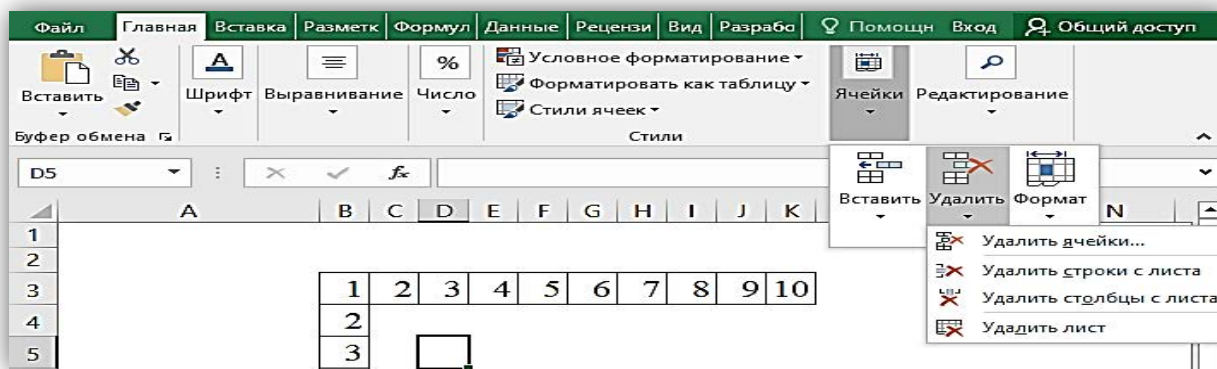 Файл Главная Вставка Разметк Формул Данные Рецензи Вид Разрабо Помощн Вход Общий доступ
Вставить Шрифт Выравнивание Число % Условное форматирование
Форматировать как таблицу
Стили ячеек
Ячейки Редактирование
Буфер обмена Стили
D5 fx
Вставить Удалить Формат
A B C D E F G H I J K N
Удалить ячейки...
Удалить строки с листа
Удалить столбцы с листа
Удалить лист
1
2
3 1 2 3 4 5 6 7 8 9 10
4 2
5 3